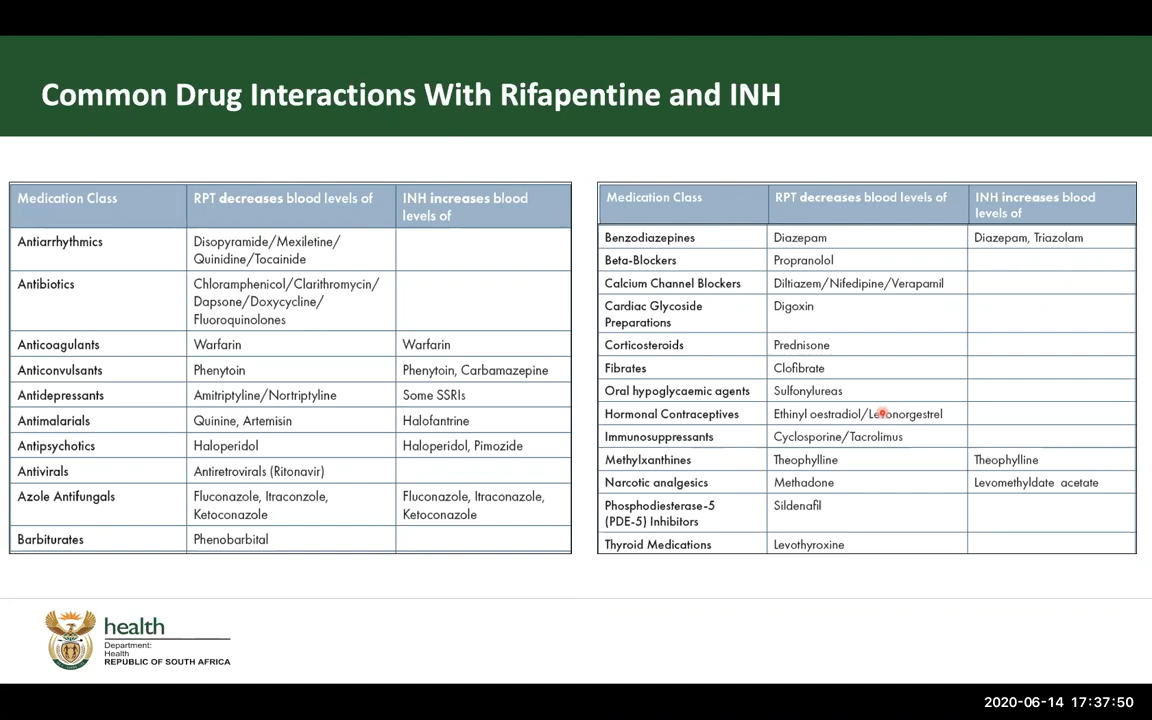 Common Drug Interactions With Rifapentine and INH
Medication Class
RPT decreases blood levels of
INH increases blood
levels of
Antiarrhythmics
Disopyramide/Mexiletine/
Quinidine/Tocainide
Antibiotics
Chloramphenicol/Clarithromycin/
Dapsone/Doxycycline/
Fluoroquinolones
Anticoagulants
Warfarin
Warfarin
Anticonvulsants
Phenytoin
Phenytoin, Carbamazepine
Antidepressants
Amitriptyline/Nortriptyline
Some SSRIs
Antimalarials
Quinine, Artemisin
Halofantrine
Antipsychotics
Haloperidol
Haloperidol, Pimozide
Antivirals
Antiretrovirals (Ritonavir)
Azole Antifungals
Fluconazole, Itraconzole,
Ketoconazole
Fluconazole, Itraconazole,
Ketoconazole
Barbiturates
Phenobarbital
Medication Class
RPT decreases blood levels of
INH increases blood
levels of
Benzodiazepines
Diazepam
Diazepam, Triazolam
Beta-Blockers
Propranolol
Calcium Channel Blockers
Diltiazem/Nifedipine/Verapamil
Cardiac Glycoside
Preparations
Digoxin
Corticosteroids
Prednisone
Fibrates
Clofibrate
Oral hypoglycaemic agents
Sulfonylureas
Hormonal Contraceptives
Ethinyl oestradiol/Levonorgestrel
Immunosuppressants
Cyclosporine/Tacrolimus
Methylxanthines
Theophylline
Theophylline
Narcotic analgesics
Methadone
Levomethyldate acetate
Phosphodiesterase-5
(PDE-5) Inhibitors
Sildenafil
Thyroid Medications
Levothyroxine
health
Department:
Health
REPUBLIC OF SOUTH AFRICA
2020-06-14 17:37:50